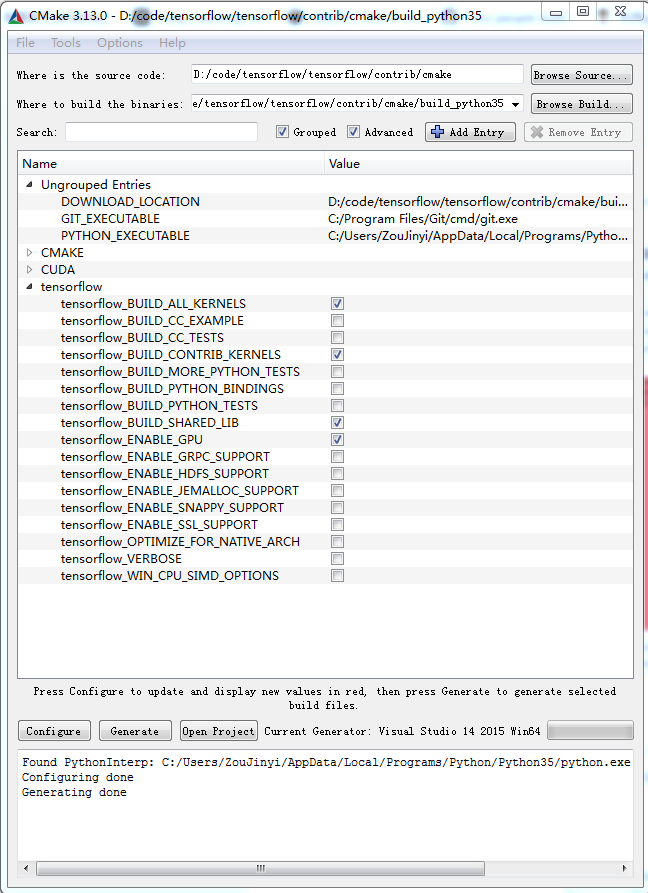 CMake 3.13.0 - D:/code/tensorflow/tensorflow/contrib/cmake/build_python35
File Tools Options Help
Where is the source code: D:/code/tensorflow/tensorflow/contrib/cmake Browse Source...
Where to build the binaries: e/tensorflow/tensorflow/contrib/cmake/build_python35 Browse Build...
Search: Grouped Advanced Add Entry Remove Entry
Name Value
Ungrouped Entries
DOWNLOAD_LOCATION D:/code/tensorflow/tensorflow/contrib/cmake/bui...
GIT_EXECUTABLE C:/Program Files/Git/cmd/git.exe
PYTHON_EXECUTABLE C:/Users/ZouJinyi/AppData/Local/Programs/Pytho...
CMAKE
CUDA
tensorflow
tensorflow_BUILD_ALL_KERNELS
tensorflow_BUILD_CC_EXAMPLE
tensorflow_BUILD_CC_TESTS
tensorflow_BUILD_CONTRIB_KERNELS
tensorflow_BUILD_MORE_PYTHON_TESTS
tensorflow_BUILD_PYTHON_BINDINGS
tensorflow_BUILD_PYTHON_TESTS
tensorflow_BUILD_SHARED_LIB
tensorflow_ENABLE_GPU
tensorflow_ENABLE_GRPC_SUPPORT
tensorflow_ENABLE_HDFS_SUPPORT
tensorflow_ENABLE_JEMALLOC_SUPPORT
tensorflow_ENABLE_SNAPPY_SUPPORT
tensorflow_ENABLE_SSL_SUPPORT
tensorflow_OPTIMIZE_FOR_NATIVE_ARCH
tensorflow_VERBOSE
tensorflow_WIN_CPU_SIMD_OPTIONS
Press Configure to update and display new values in red, then press Generate to generate selected
build files.
Configure Generate Open Project Current Generator: Visual Studio 14 2015 Win64
Found PythonInterp: C:/Users/ZouJinyi/AppData/Local/Programs/Python/Python35/python.exe
Configuring done
Generating done